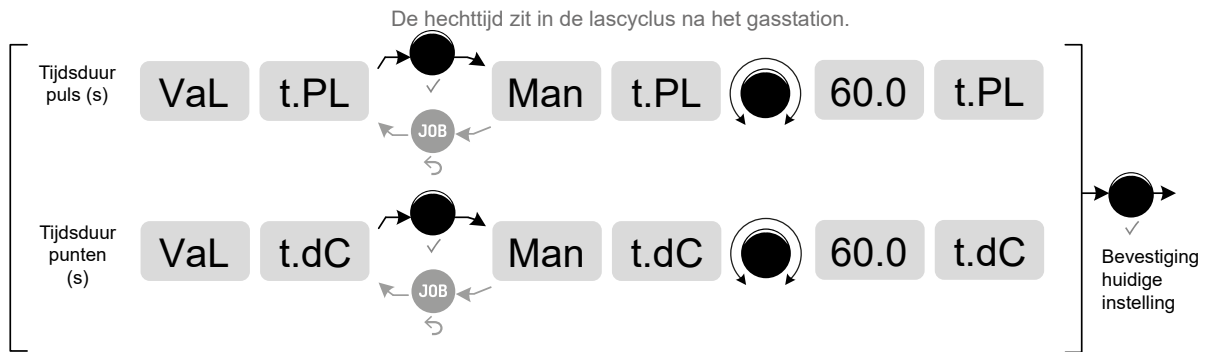 De hechttijd zit in de lascyclus na het gasstation.
Tijdsduur
puls (s)
VaL t.PL Man t.PL 60.0 t.PL
JOB
Tijdsduur
punten
(s)
VaL t.dC Man t.dC 60.0 t.dC
JOB
Bevestiging
huidige
instelling